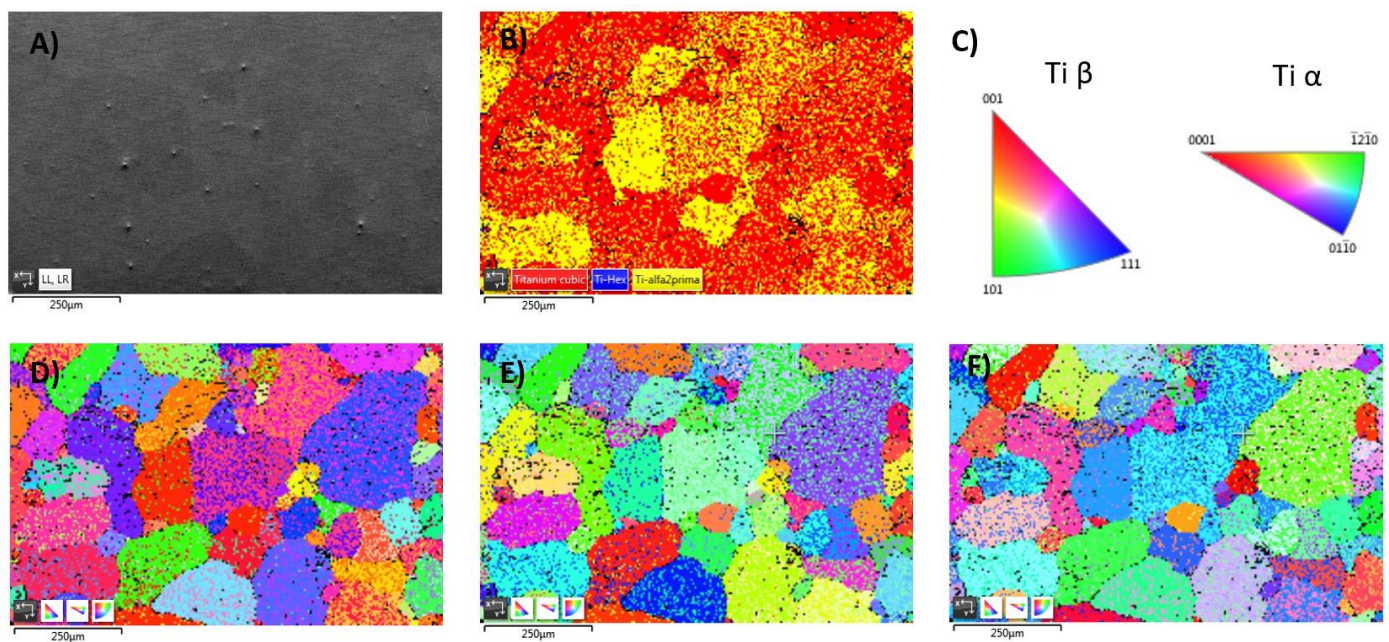 A)
LL, LR
250μm
B)
Titanium cubic
Ti-Hex
Ti-alfa2prima
250μm
C)
Ti β
001
111
101
Ti α
0001
1̅21̅0
011̅0
D)
250μm
E)
250μm
F)
250μm